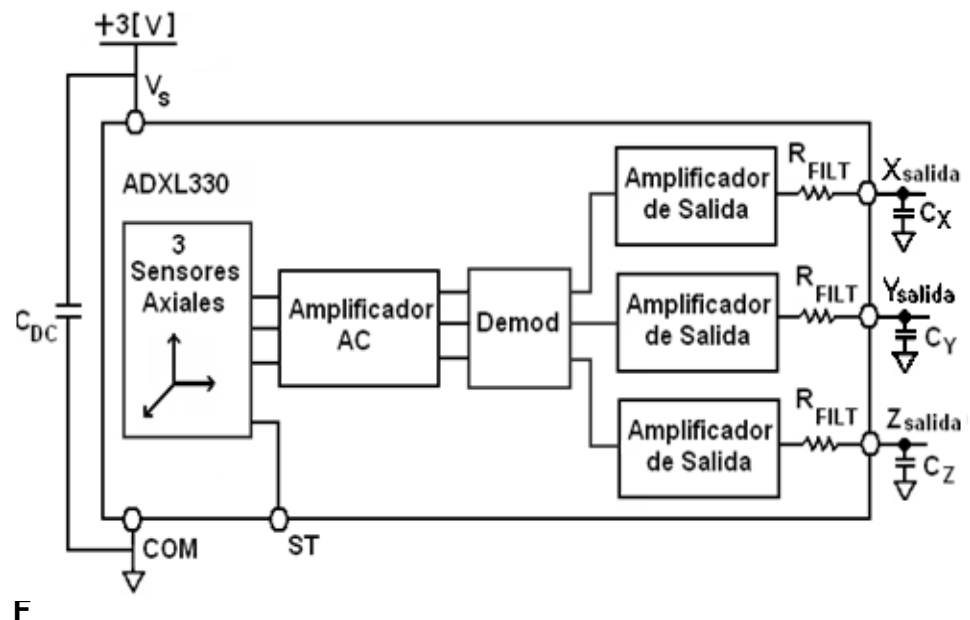 +3[V]
Vs
ADXL330
3
Sensores
Axiales
Amplificador
AC
Demod
Amplificador
de Salida
RFILT
Xsalida
CX
Amplificador
de Salida
RFILT
Ysalida
CY
Amplificador
de Salida
RFILT
Zsalida
CZ
CDC
COM
ST